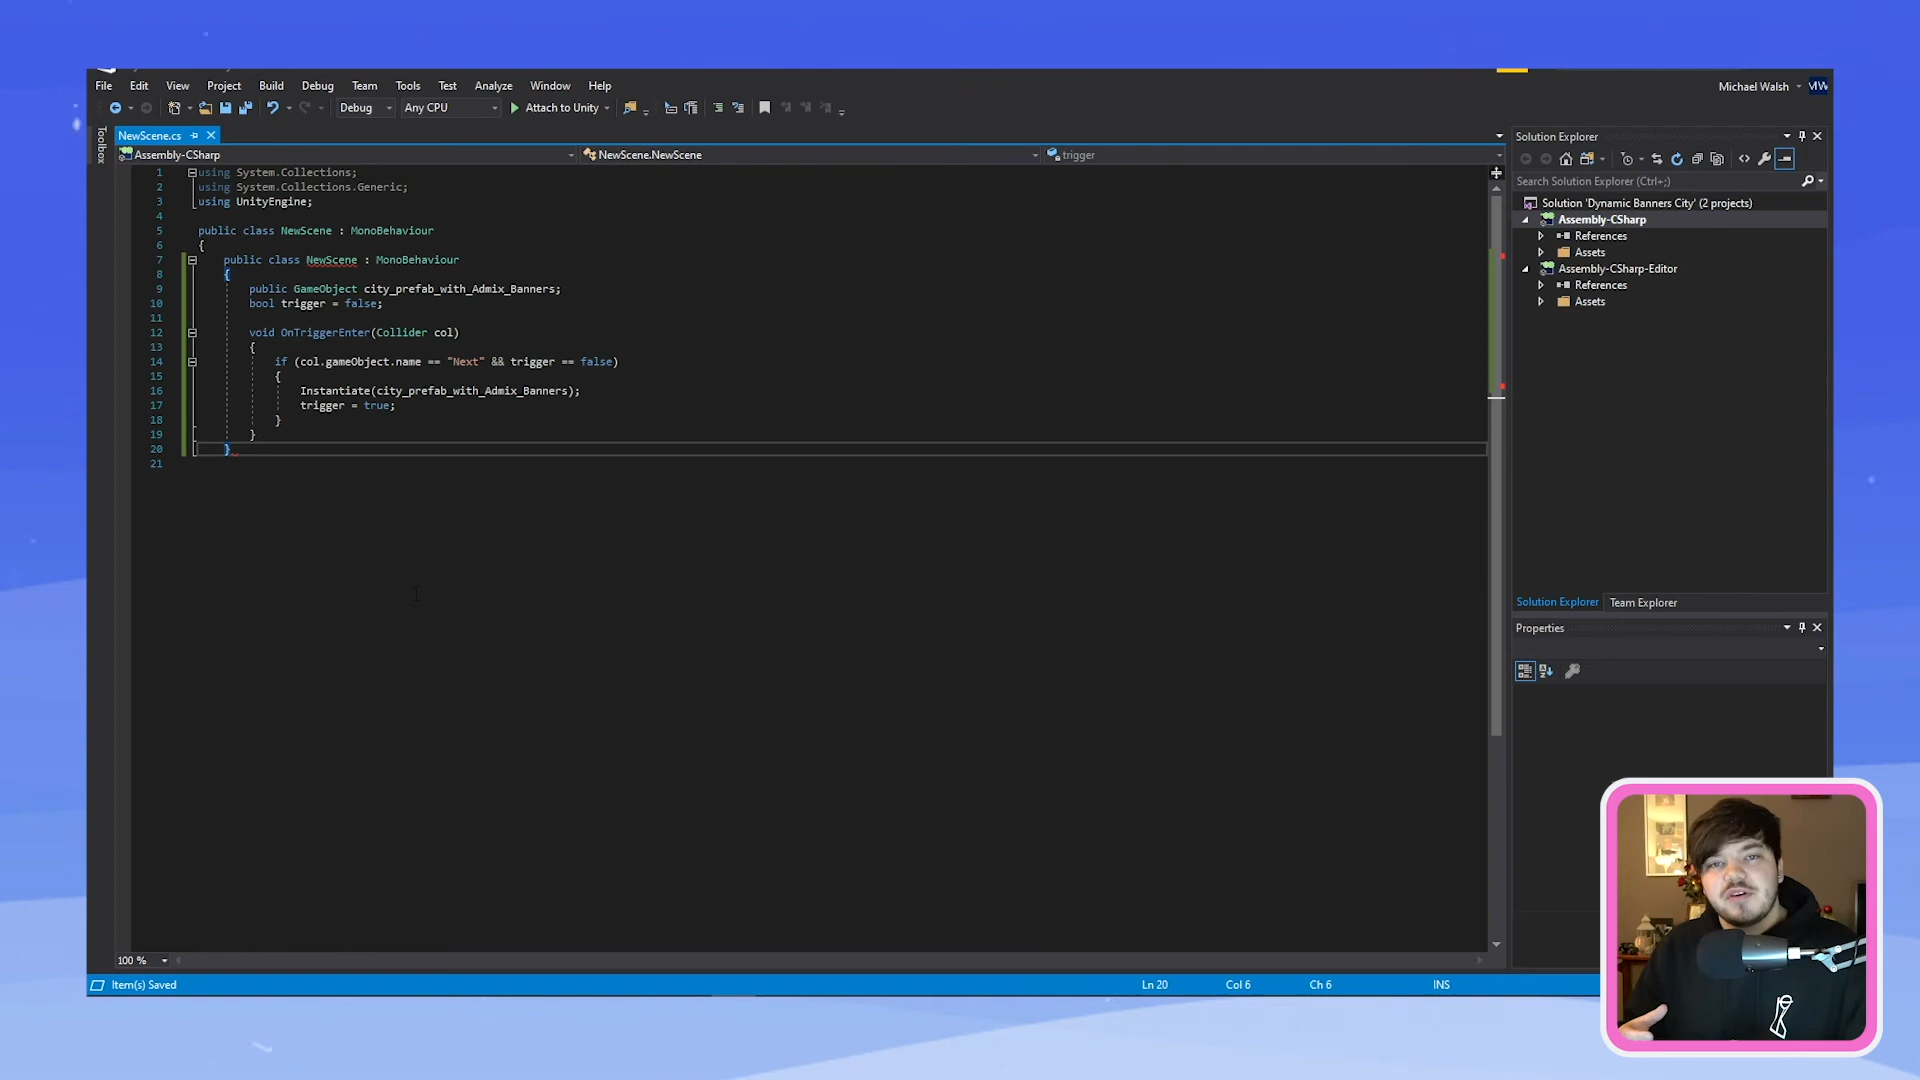 File Edit View Project Build Debug Team Tools Test Analyze Window Help
Michael Walsh MW
Debug Any CPU Attach to Unity
Toolbox
NewScene.cs
Assembly-CSharp NewScene.NewScene trigger
1 using System.Collections;
2 using System.Collections.Generic;
3 using UnityEngine;
4
5 public class NewScene : MonoBehaviour
6 {
7 public class NewScene : MonoBehaviour
8 {
9 public GameObject city_prefab_with_Admix_Banners;
10 bool trigger = false;
11
12 void OnTriggerEnter(Collider col)
13 {
14 if (col.gameObject.name == "Next" && trigger == false)
15 {
16 Instantiate(city_prefab_with_Admix_Banners);
17 trigger = true;
18 }
19 }
20 }
21
Solution Explorer
Search Solution Explorer (Ctrl+;)
Solution 'Dynamic Banners City' (2 projects)
Assembly-CSharp
References
Assets
Assembly-CSharp-Editor
References
Assets
Solution Explorer Team Explorer
Properties
100 %
Item(s) Saved Ln 20 Col 6 Ch 6 INS